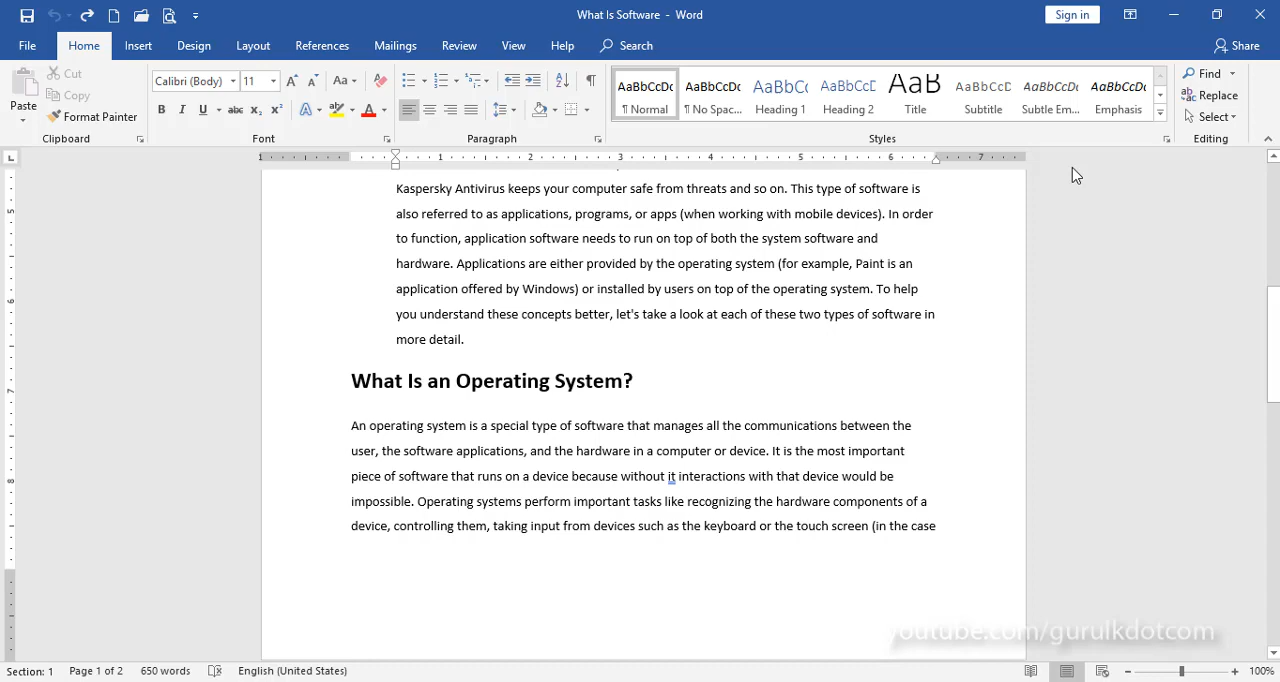 What Is Software - Word
Sign in
File Home Insert Design Layout References Mailings Review View Help Search Share
Paste
Cut
Copy
Format Painter
Clipboard
Calibri (Body) 11
Font
Paragraph
AaBbCcDc AaBbCcDc AaBbCc AaBbCcC AaB AaBbCcD AaBbCcDc AaBbCcDc
¶ Normal ¶ No Spac... Heading 1 Heading 2 Title Subtitle Subtle Em... Emphasis
Styles
Find
Replace
Select
Editing
1 1 2 3 4 5 6 7
Kaspersky Antivirus keeps your computer safe from threats and so on. This type of software is
also referred to as applications, programs, or apps (when working with mobile devices). In order
to function, application software needs to run on top of both the system software and
hardware. Applications are either provided by the operating system (for example, Paint is an
application offered by Windows) or installed by users on top of the operating system. To help
you understand these concepts better, let's take a look at each of these two types of software in
more detail.
What Is an Operating System?
An operating system is a special type of software that manages all the communications between the
user, the software applications, and the hardware in a computer or device. It is the most important
piece of software that runs on a device because without it interactions with that device would be
impossible. Operating systems perform important tasks like recognizing the hardware components of a
device, controlling them, taking input from devices such as the keyboard or the touch screen (in the case
youtube.com/gurulkdotcom
Section: 1 Page 1 of 2 650 words English (United States) 100%